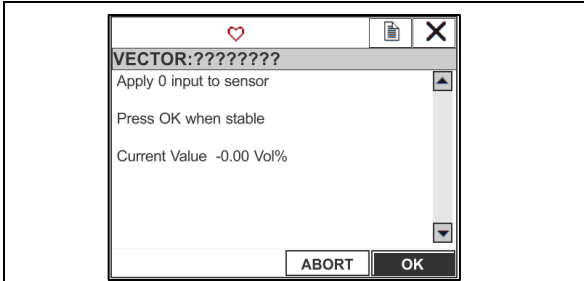 VECTOR:????????
Apply 0 input to sensor
Press OK when stable
Current Value -0.00 Vol%
ABORT
OK